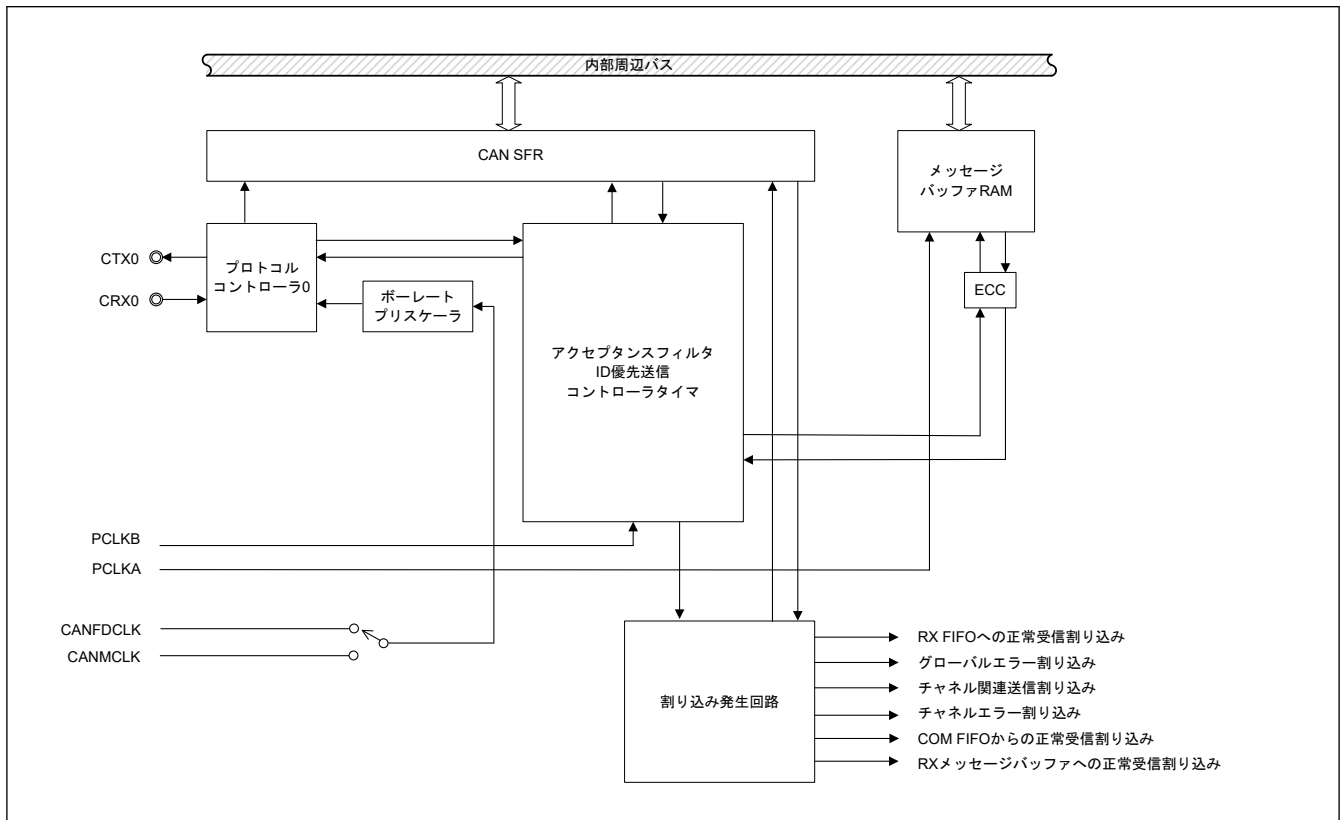 内部周辺バス
CAN SFR
メッセージ
バッファRAM
CTX0
CRX0
プロトコル
コントローラ0
ボーレート
プリスケーラ
ECC
アクセプタンスフィルタ
ID優先送信
コントローラタイマ
PCLKB
PCLKA
CANFDCLK
CANMCLK
割り込み発生回路
RX FIFOへの正常受信割り込み
グローバルエラー割り込み
チャネル関連送信割り込み
チャネルエラー割り込み
COM FIFOからの正常受信割り込み
RXメッセージバッファへの正常受信割り込み